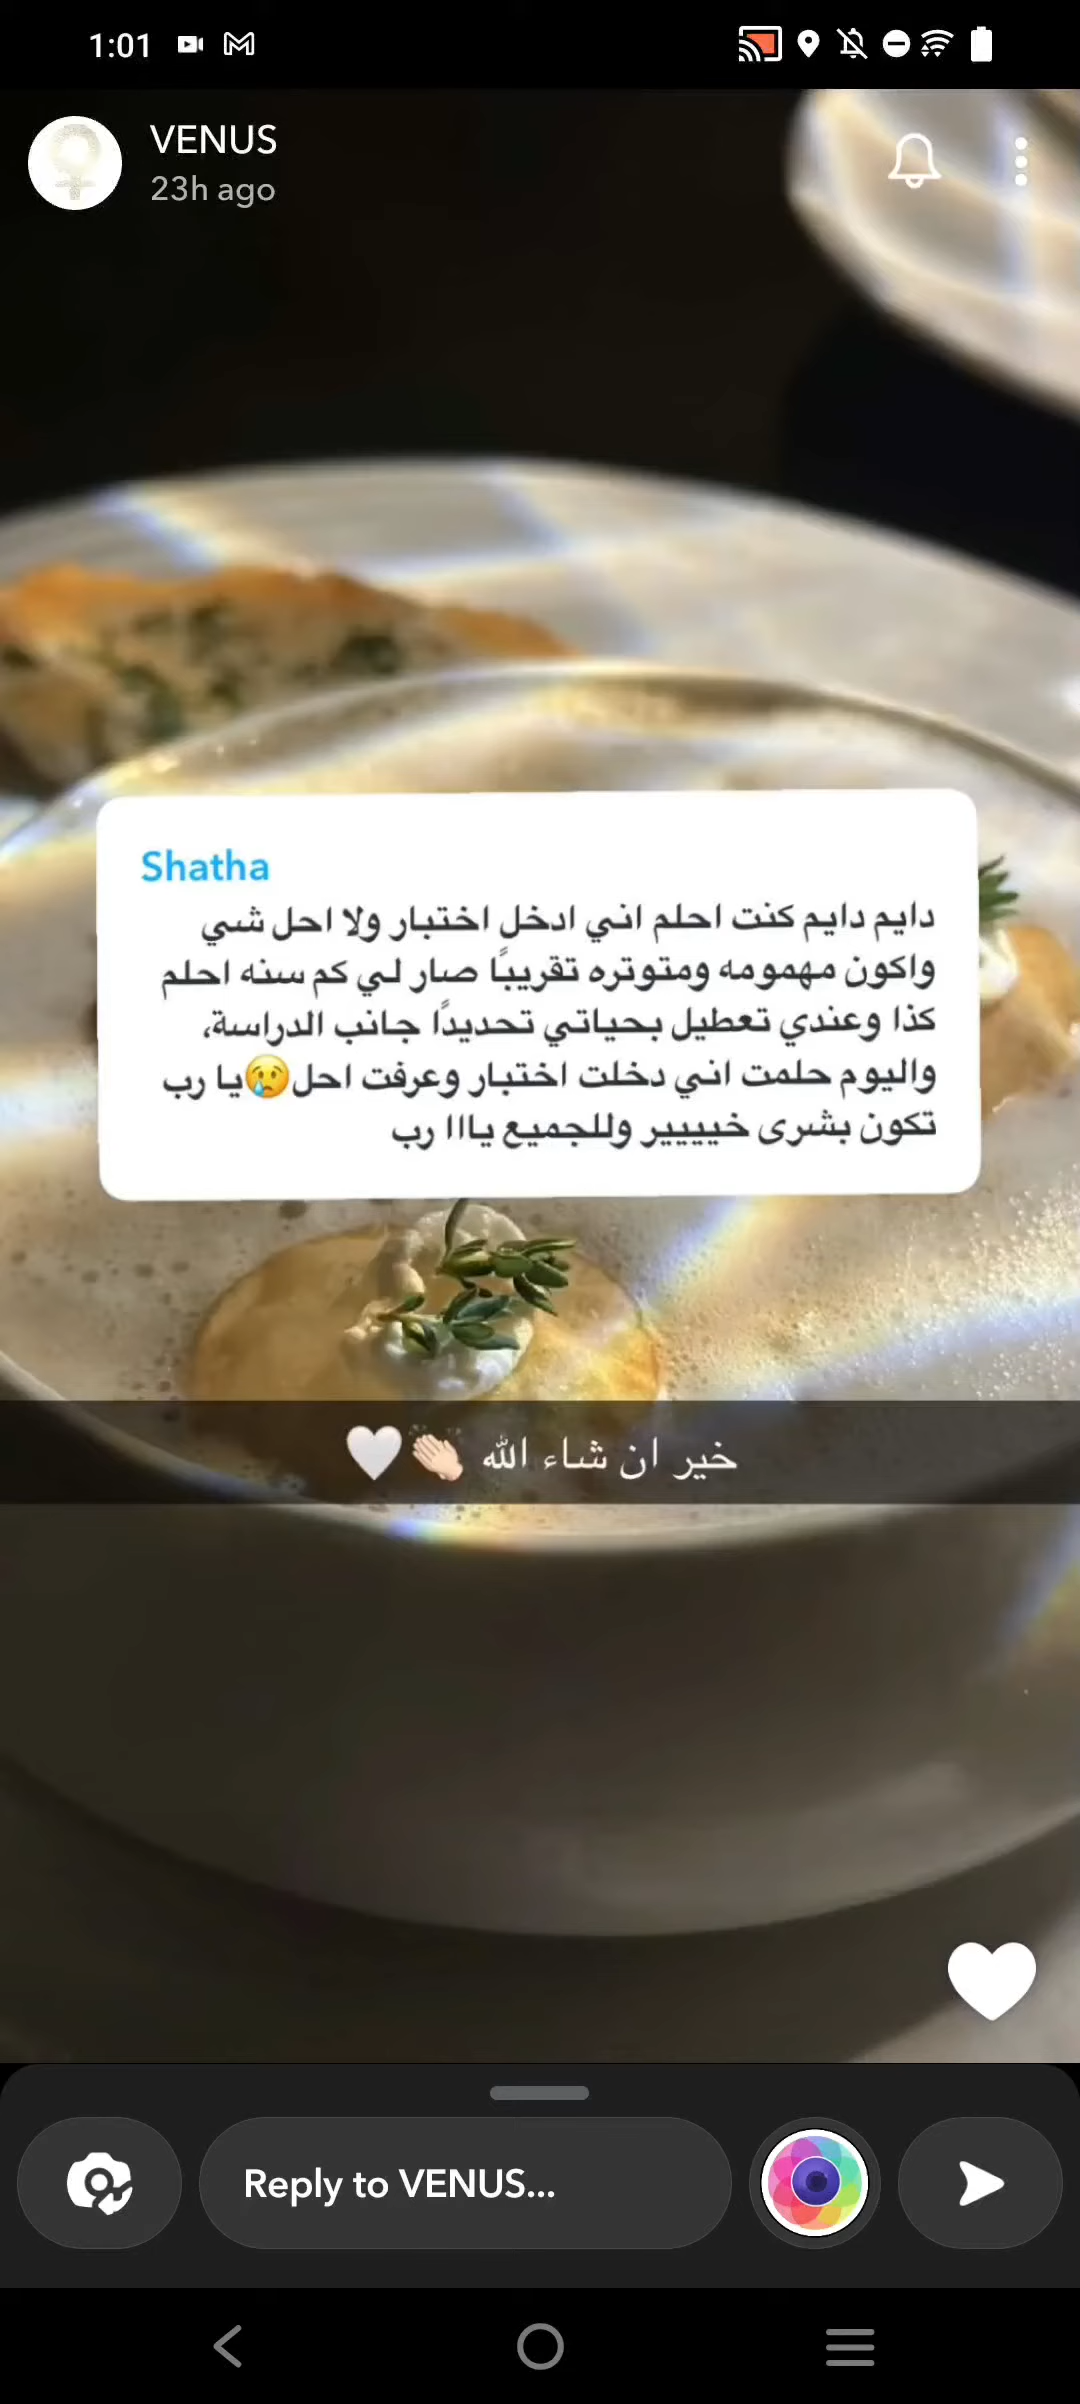 1:01
VENUS
23h ago
Shatha
دايم دايم كنت احلم اني ادخل اختبار ولا احل شي
واكون مهمومه ومتوتره تقريبًا صار لي كم سنه احلم
كذا وعندي تعطيل بحياتي تحديدًا جانب الدراسة،
واليوم حلمت اني دخلت اختبار وعرفت احل😢يا رب
تكون بشرى خييييير وللجميع يااا رب
خير ان شاء الله 👏🏻🤍
Reply to VENUS...